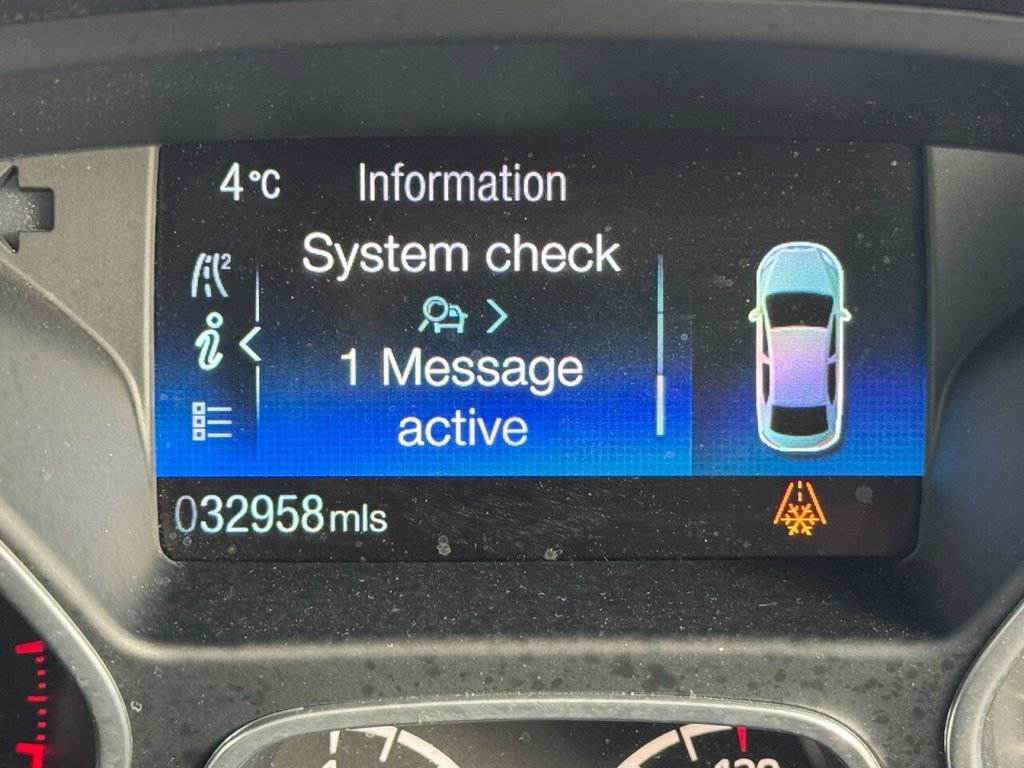 4°C Information
System check
1 Message
active
032958 mls